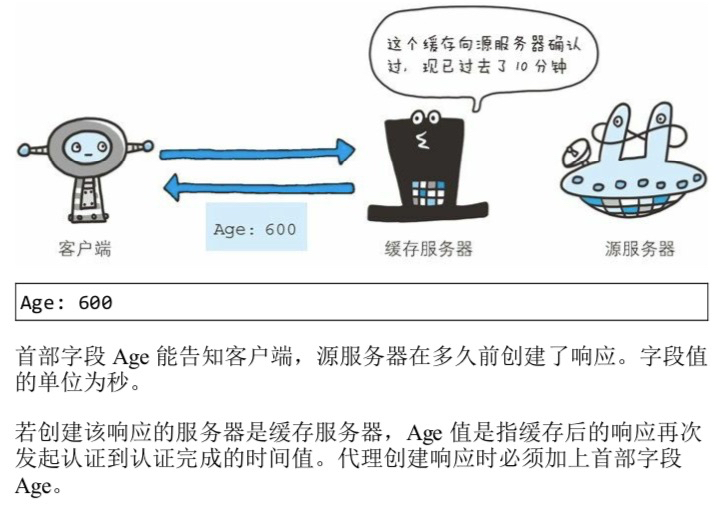 这个缓存向源服务器确认
过，现已过去了10分钟
Age: 600
客户端
缓存服务器
源服务器
Age: 600
首部字段 Age 能告知客户端，源服务器在多久前创建了响应。字段值
的单位为秒。
若创建该响应的服务器是缓存服务器，Age 值是指缓存后的响应再次
发起认证到认证完成的时间值。代理创建响应时必须加上首部字段
Age。